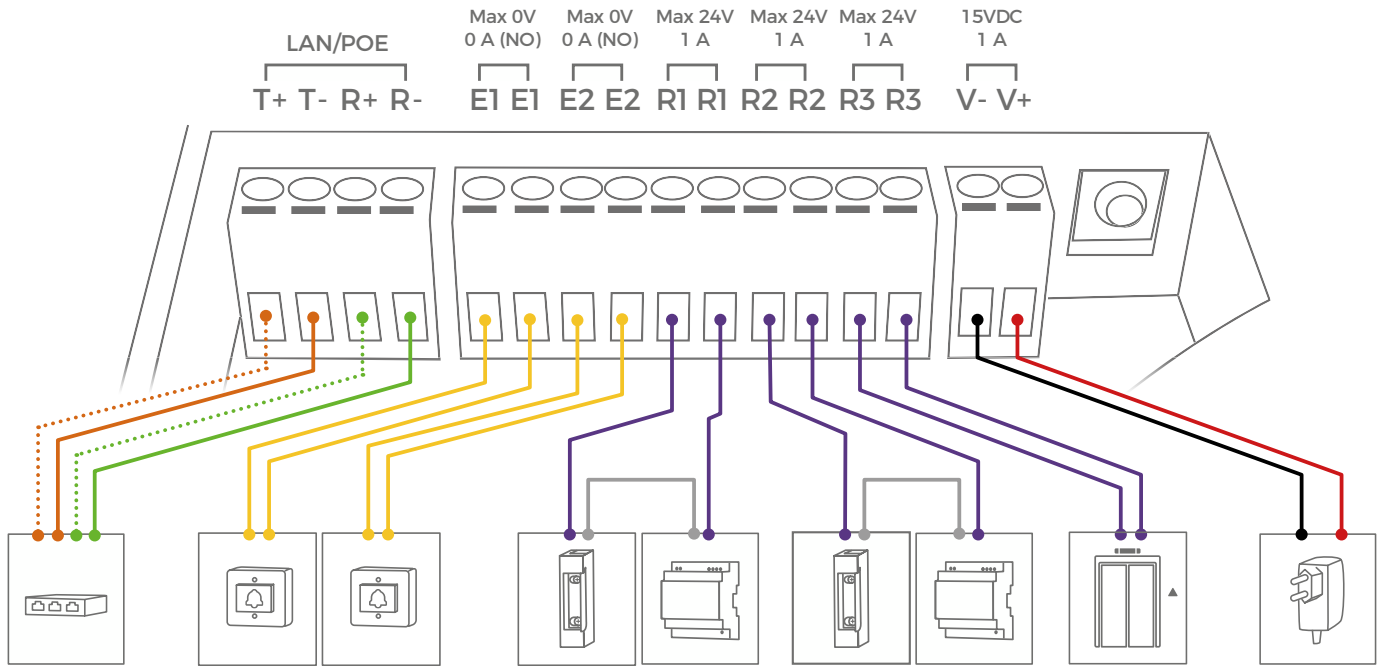 LAN/POE
T+ T- R+ R-
Max 0V
0 A (NO)
E1 E1
Max 0V
0 A (NO)
E2 E2
Max 24V
1 A
R1 R1
Max 24V
1 A
R2 R2
Max 24V
1 A
R3 R3
15VDC
1 A
V- V+